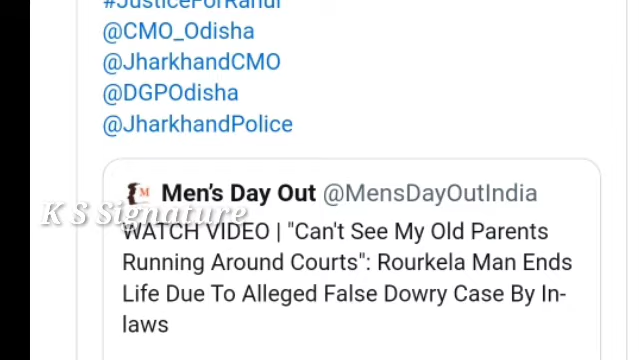 #JusticeForRahul
@CMO_Odisha
@JharkhandCMO
@DGPOdisha
@JharkhandPolice
M Men's Day Out @MensDayOutIndia
K S Signature
WATCH VIDEO | "Can't See My Old Parents
Running Around Courts": Rourkela Man Ends
Life Due To Alleged False Dowry Case By In-
laws